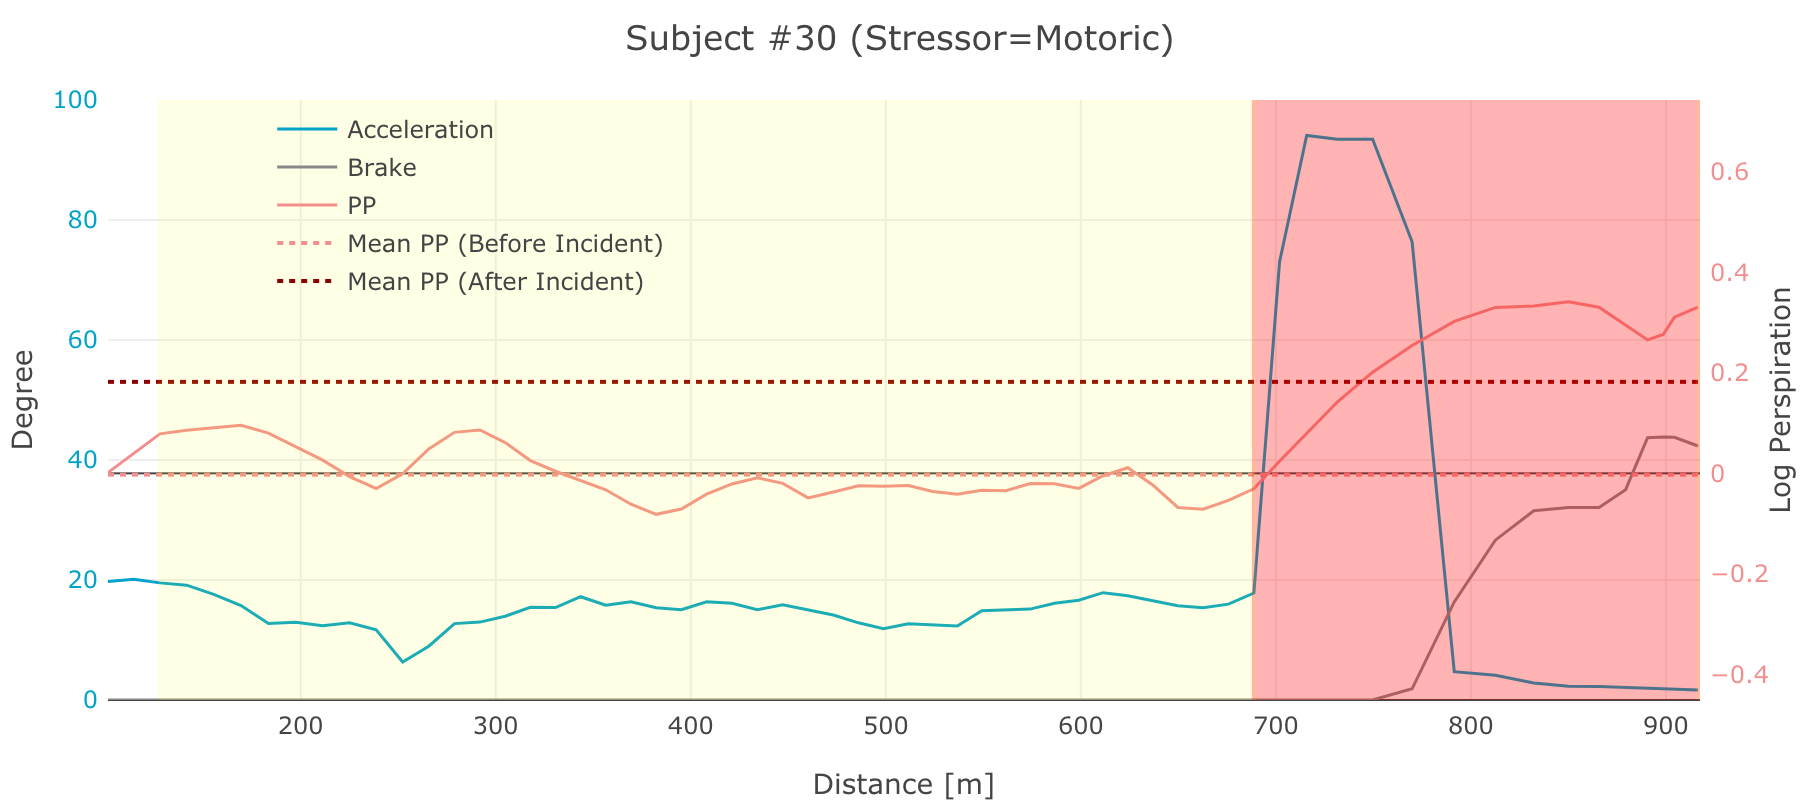 Subject #30 (Stressor=Motoric)
100
80
60
40
20
0
Degree
Acceleration
Brake
PP
Mean PP (Before Incident)
Mean PP (After Incident)
0.6
0.4
0.2
0
−0.2
−0.4
Log Perspiration
200 300 400 500 600 700 800 900
Distance [m]